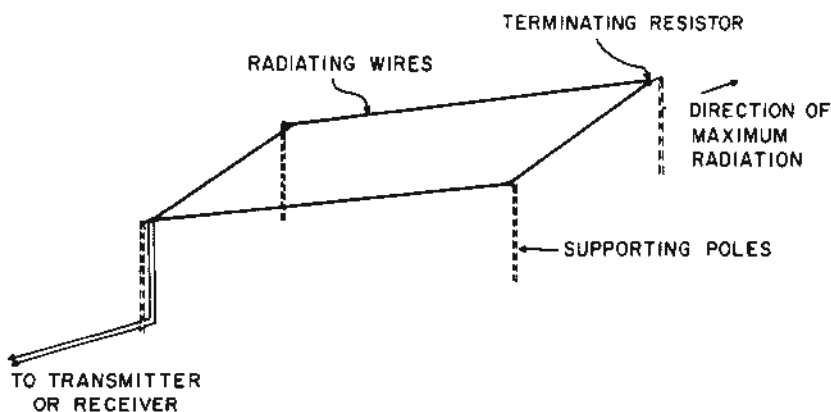 TERMINATING RESISTOR
RADIATING WIRES
DIRECTION OF
MAXIMUM
RADIATION
SUPPORTING POLES
TO TRANSMITTER
OR RECEIVER